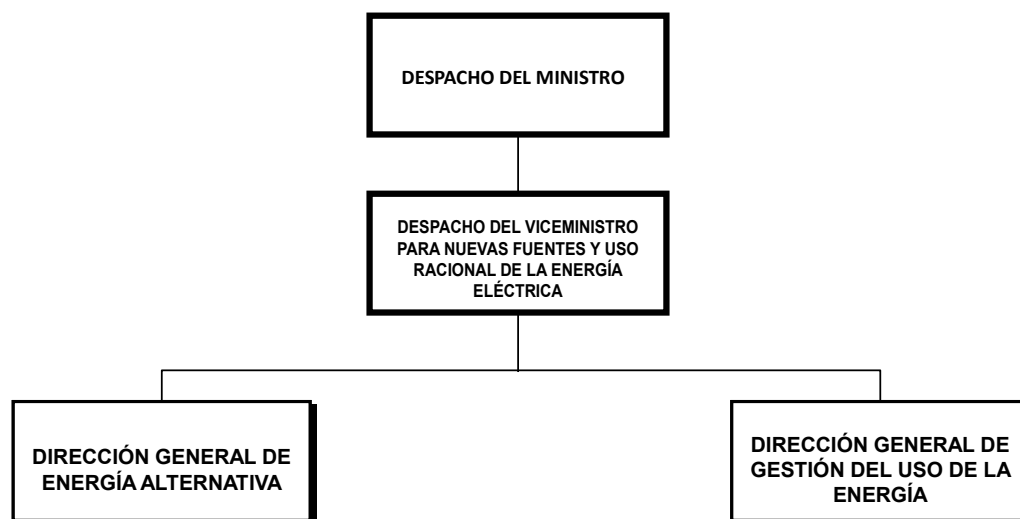 DESPACHO DEL MINISTRO
DESPACHO DEL VICEMINISTRO
PARA NUEVAS FUENTES Y USO
RACIONAL DE LA ENERGÍA
ELÉCTRICA
DIRECCIÓN GENERAL DE
ENERGÍA ALTERNATIVA
DIRECCIÓN GENERAL DE
GESTIÓN DEL USO DE LA
ENERGÍA